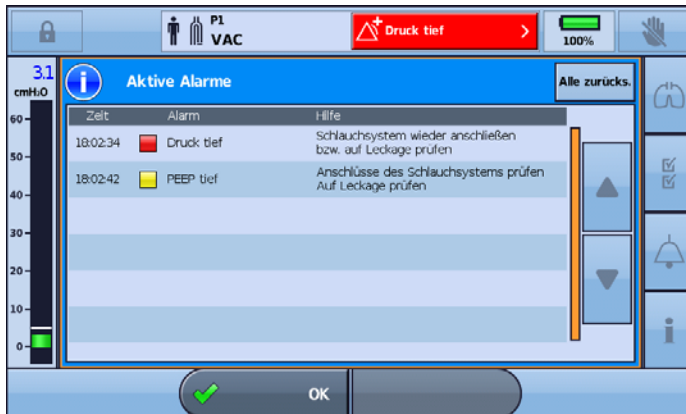 P1
VAC
Druck tief
100%
3.1
cmH₂O
Aktive Alarme
Alle zurücks.
Zeit Alarm Hilfe
18:02:34 Druck tief Schlauchsystem wieder anschließen
bzw. auf Leckage prüfen
18:02:42 PEEP tief Anschlüsse des Schlauchsystems prüfen
Auf Leckage prüfen
60
50
40
30
20
10
0
OK